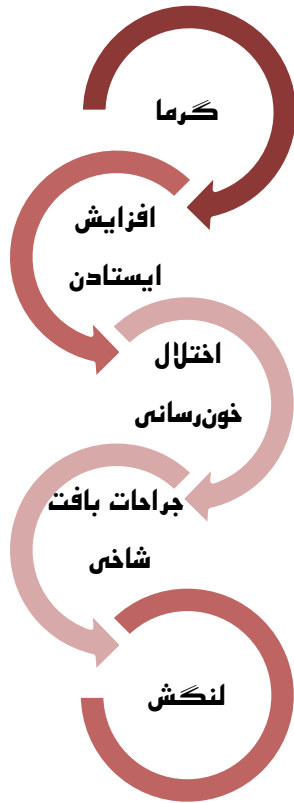 گرما
افزایش
ایستادن
اختلال
خون‌رسانی
جراحات بافت
شاخی
لنگش